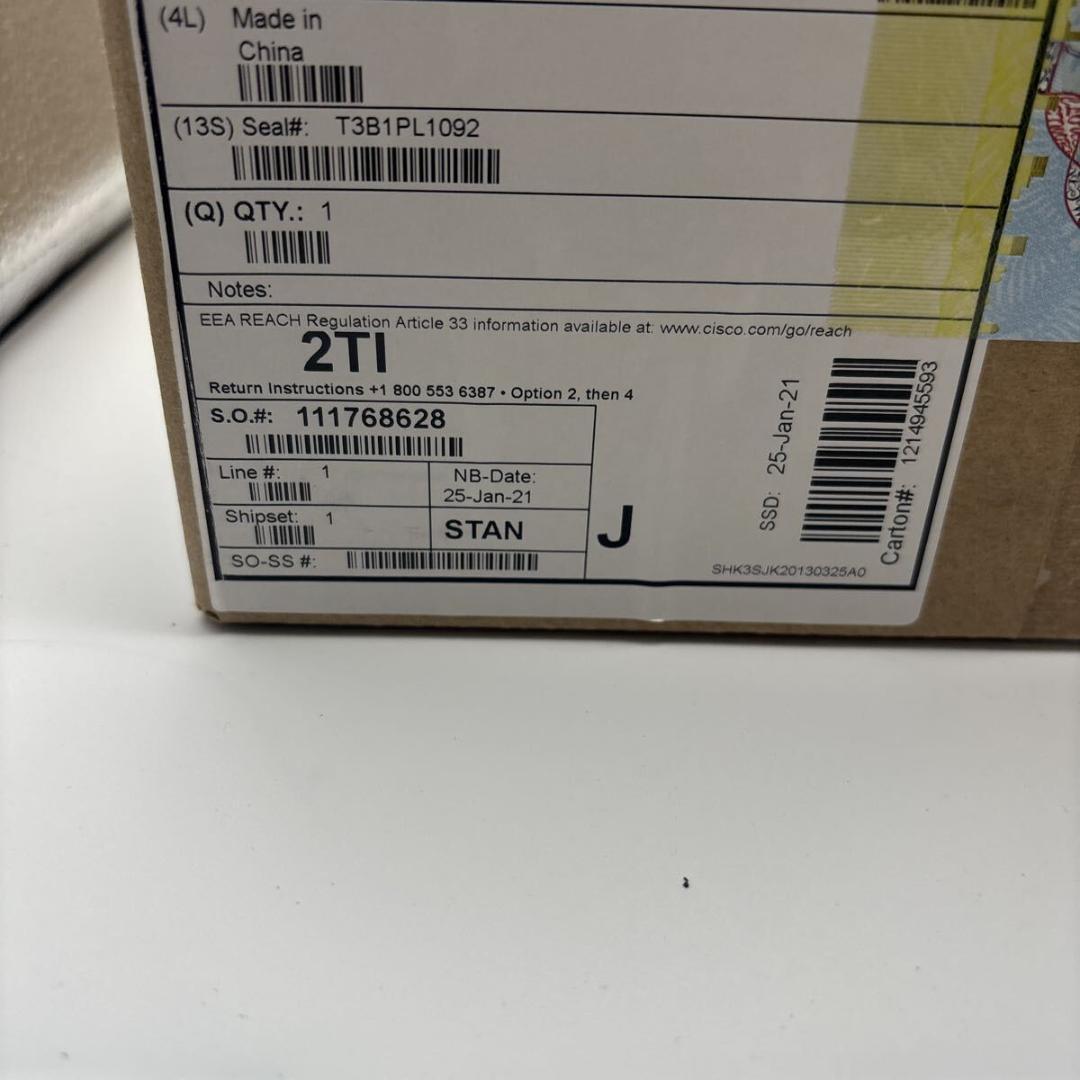 (4L) Made in
China
(13S) Seal#: T3B1PL1092
(Q) QTY.: 1
Notes:
EEA REACH Regulation Article 33 information available at: www.cisco.com/go/reach
2TI
Return Instructions +1 800 553 6387 • Option 2, then 4
S.O.#: 111768628
Line #: 1
NB-Date:
25-Jan-21
Shipset: 1
STAN
SO-SS #:
J
SSD: 25-Jan-21
Carton#: 1214945593
SHK3SJK20130325A0